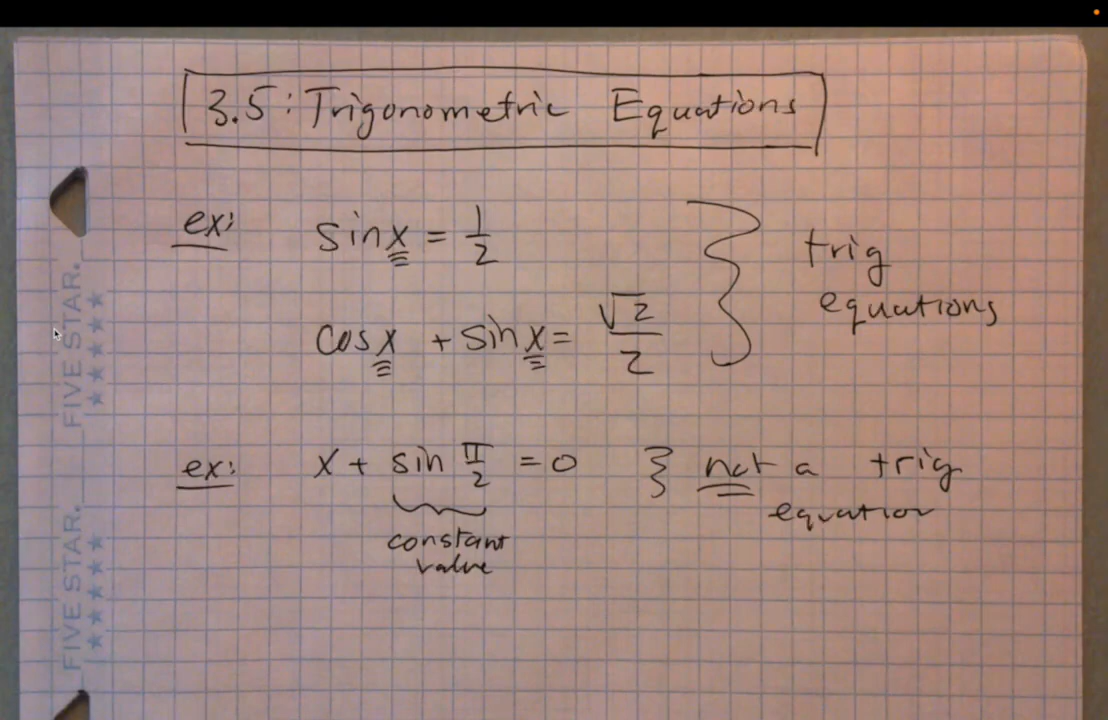 3.5: Trigonometric Equations
ex: sin x = 1/2
cos x + sin x = √2/2
} trig
equations
ex: x + sin π/2 = 0 } not a trig
equation
constant
value
FIVE STAR. ★★★★★
FIVE STAR. ★★★★★